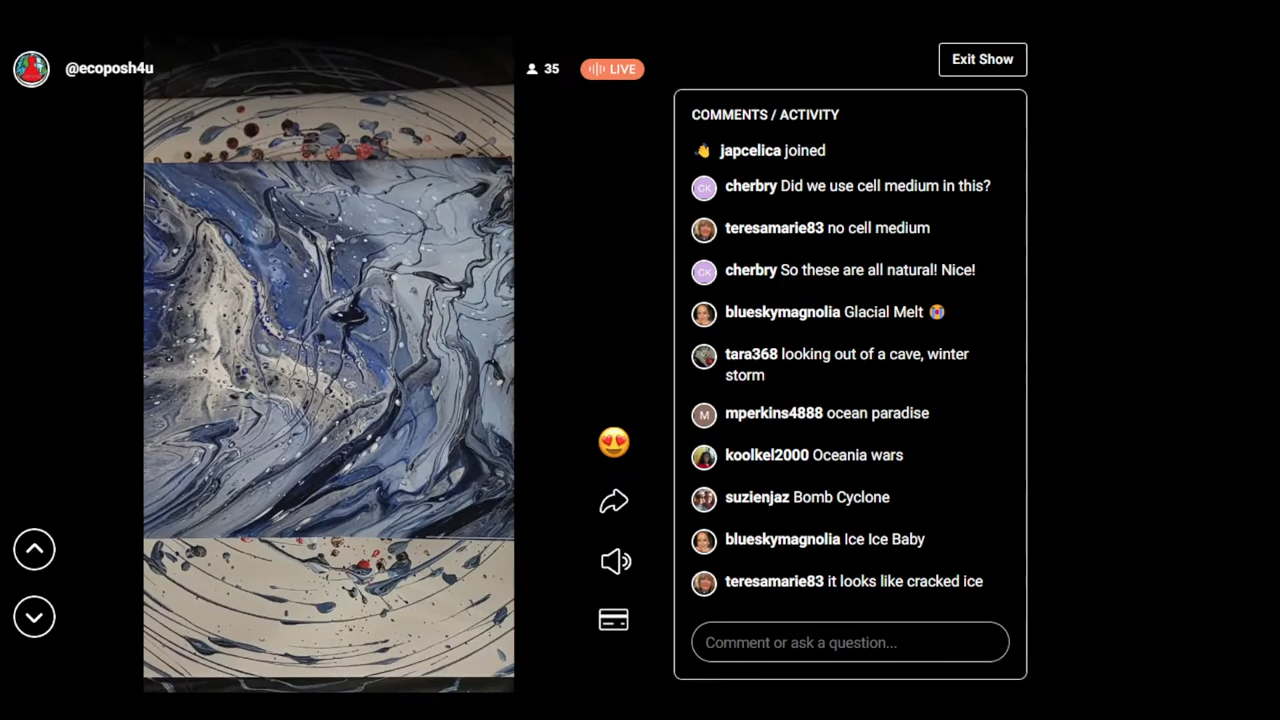 @ecoposh4u
35
LIVE
Exit Show
COMMENTS / ACTIVITY
japcelica joined
CK
cherbry Did we use cell medium in this?
teresamarie83 no cell medium
CK
cherbry So these are all natural! Nice!
blueskymagnolia Glacial Melt
tara368 looking out of a cave, winter
storm
M
mperkins4888 ocean paradise
koolkel2000 Oceania wars
suzienjaz Bomb Cyclone
blueskymagnolia Ice Ice Baby
teresamarie83 it looks like cracked ice
Comment or ask a question...